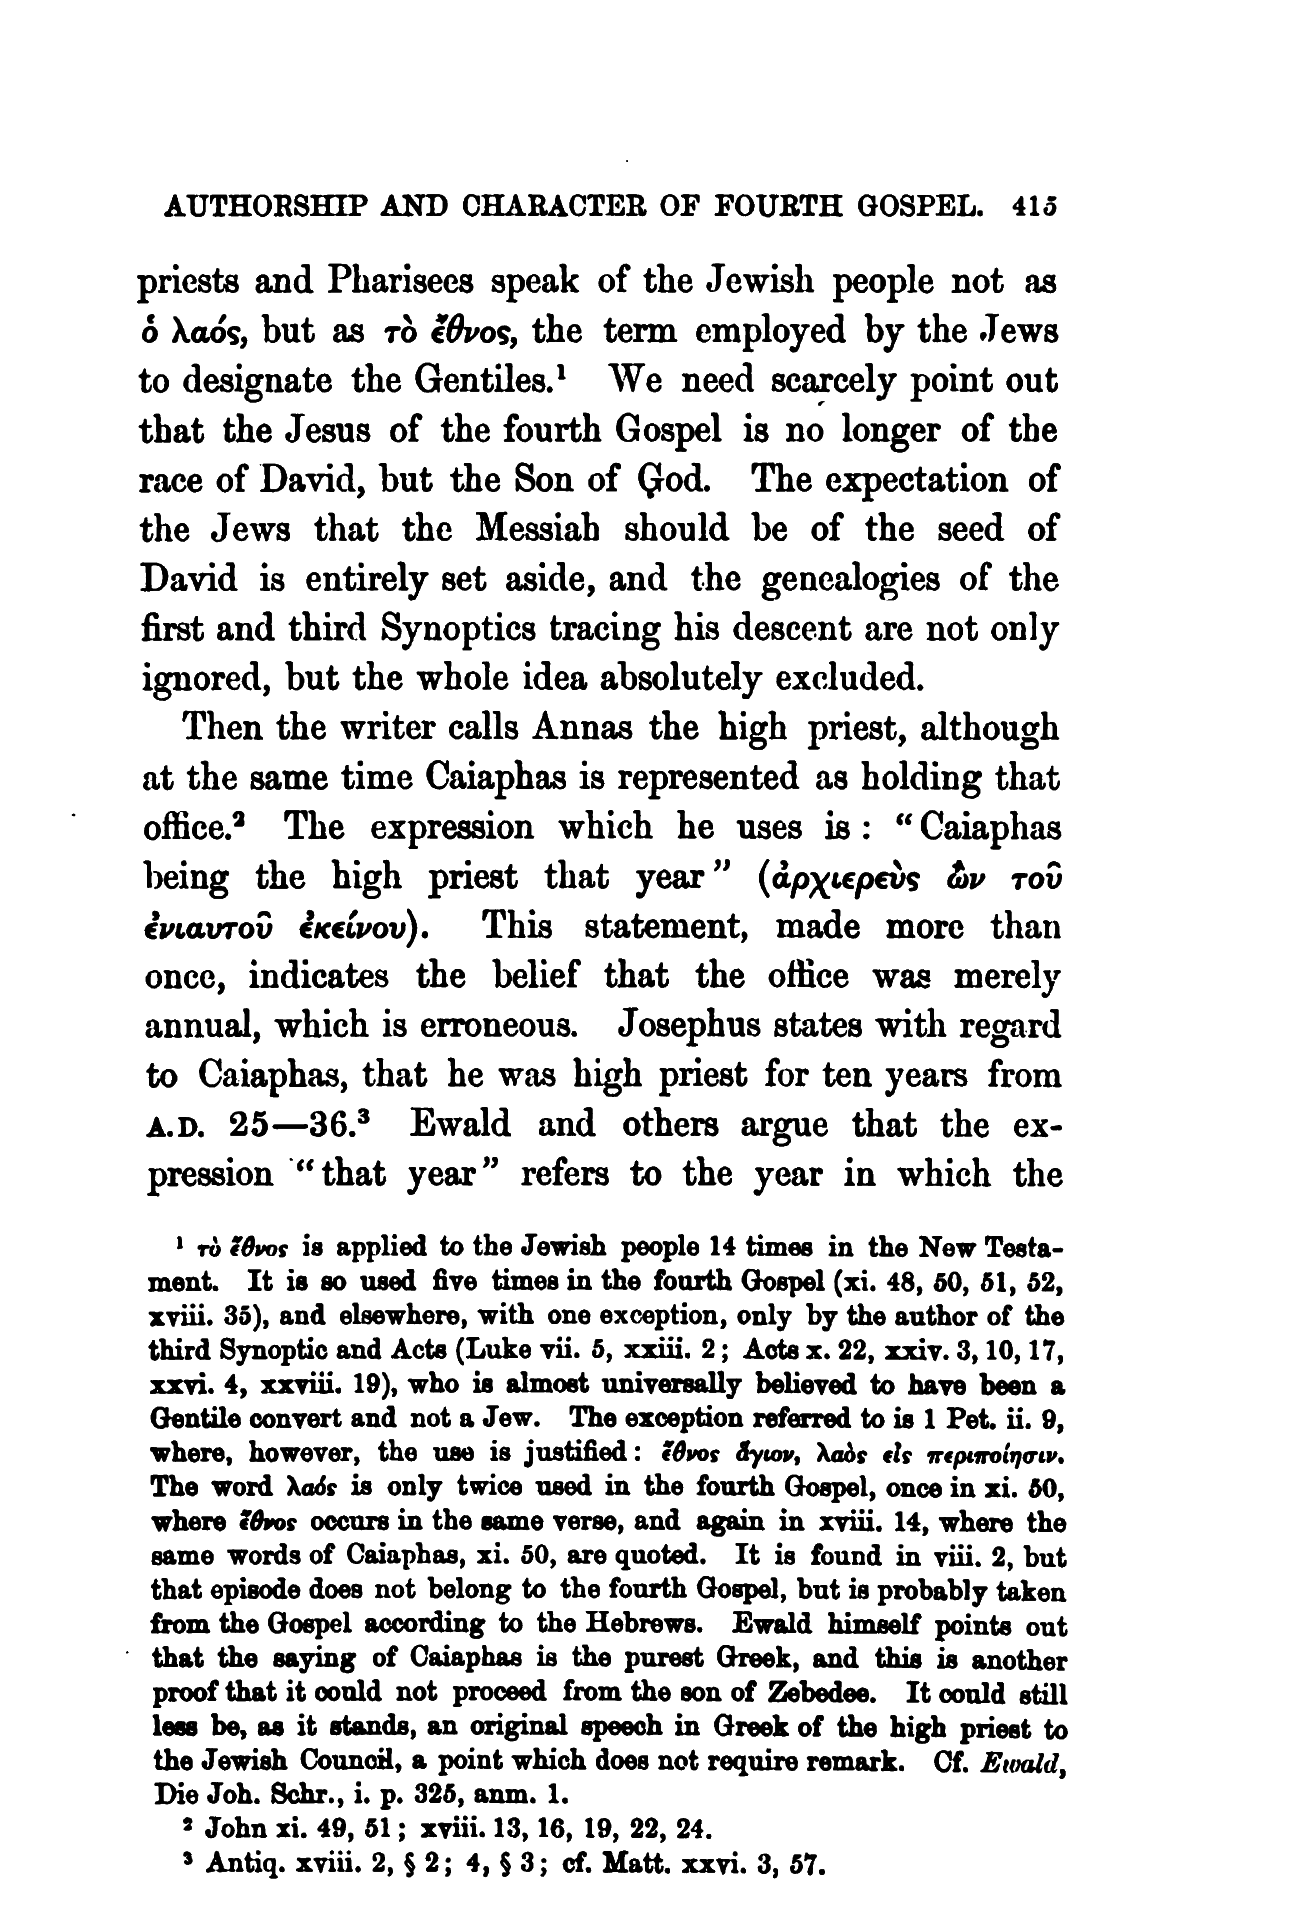 AUTHORSHIP AND CHARACTER OF FOURTH GOSPEL. 415
priests and Pharisees speak of the Jewish people not as
ὁ λαός, but as τὸ ἔθνος, the term employed by the Jews
to designate the Gentiles.¹ We need scarcely point out
that the Jesus of the fourth Gospel is no longer of the
race of David, but the Son of God. The expectation of
the Jews that the Messiah should be of the seed of
David is entirely set aside, and the genealogies of the
first and third Synoptics tracing his descent are not only
ignored, but the whole idea absolutely excluded.
Then the writer calls Annas the high priest, although
at the same time Caiaphas is represented as holding that
office.² The expression which he uses is : “Caiaphas
being the high priest that year” (ἀρχιερεὺς ὢν τοῦ
ἐνιαυτοῦ ἐκείνου). This statement, made more than
once, indicates the belief that the office was merely
annual, which is erroneous. Josephus states with regard
to Caiaphas, that he was high priest for ten years from
A.D. 25—36.³ Ewald and others argue that the ex-
pression “that year” refers to the year in which the
¹ τὸ ἔθνος is applied to the Jewish people 14 times in the New Testa-
ment. It is so used five times in the fourth Gospel (xi. 48, 50, 51, 52,
xviii. 35), and elsewhere, with one exception, only by the author of the
third Synoptic and Acts (Luke vii. 5, xxiii. 2 ; Acts x. 22, xxiv. 3, 10, 17,
xxvi. 4, xxviii. 19), who is almost universally believed to have been a
Gentile convert and not a Jew. The exception referred to is 1 Pet. ii. 9,
where, however, the use is justified : ἔθνος ἅγιον, λαὸς εἰς περιποίησιν.
The word λαός is only twice used in the fourth Gospel, once in xi. 50,
where ἔθνος occurs in the same verse, and again in xviii. 14, where the
same words of Caiaphas, xi. 50, are quoted. It is found in viii. 2, but
that episode does not belong to the fourth Gospel, but is probably taken
from the Gospel according to the Hebrews. Ewald himself points out
that the saying of Caiaphas is the purest Greek, and this is another
proof that it could not proceed from the son of Zebedee. It could still
less be, as it stands, an original speech in Greek of the high priest to
the Jewish Council, a point which does not require remark. Cf. Ewald,
Die Joh. Schr., i. p. 325, anm. 1.
² John xi. 49, 51 ; xviii. 13, 16, 19, 22, 24.
³ Antiq. xviii. 2, § 2 ; 4, § 3 ; cf. Matt. xxvi. 3, 57.